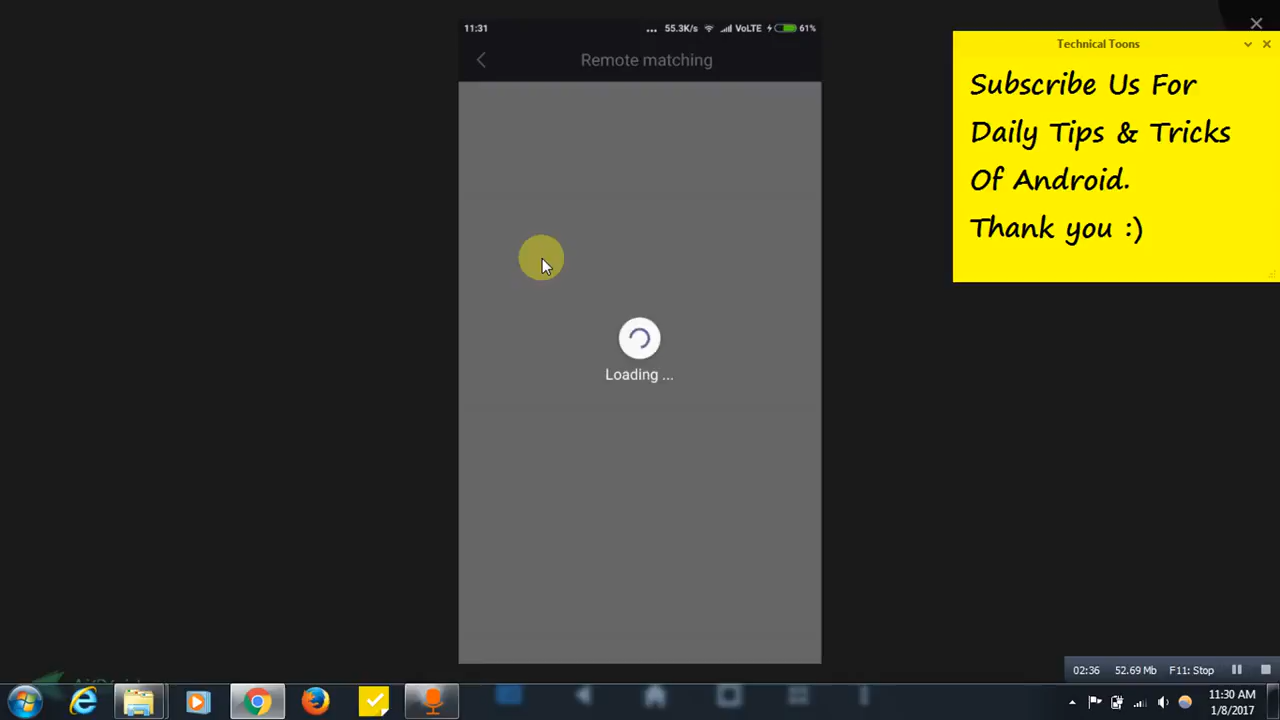 11:31
... 55.3K/s VoLTE 61%
Remote matching
Technical Toons
Subscribe Us For
Daily Tips & Tricks
Of Android.
Thank you :)
Loading ...
02:36 52.69 Mb F11: Stop
11:30 AM
1/8/2017